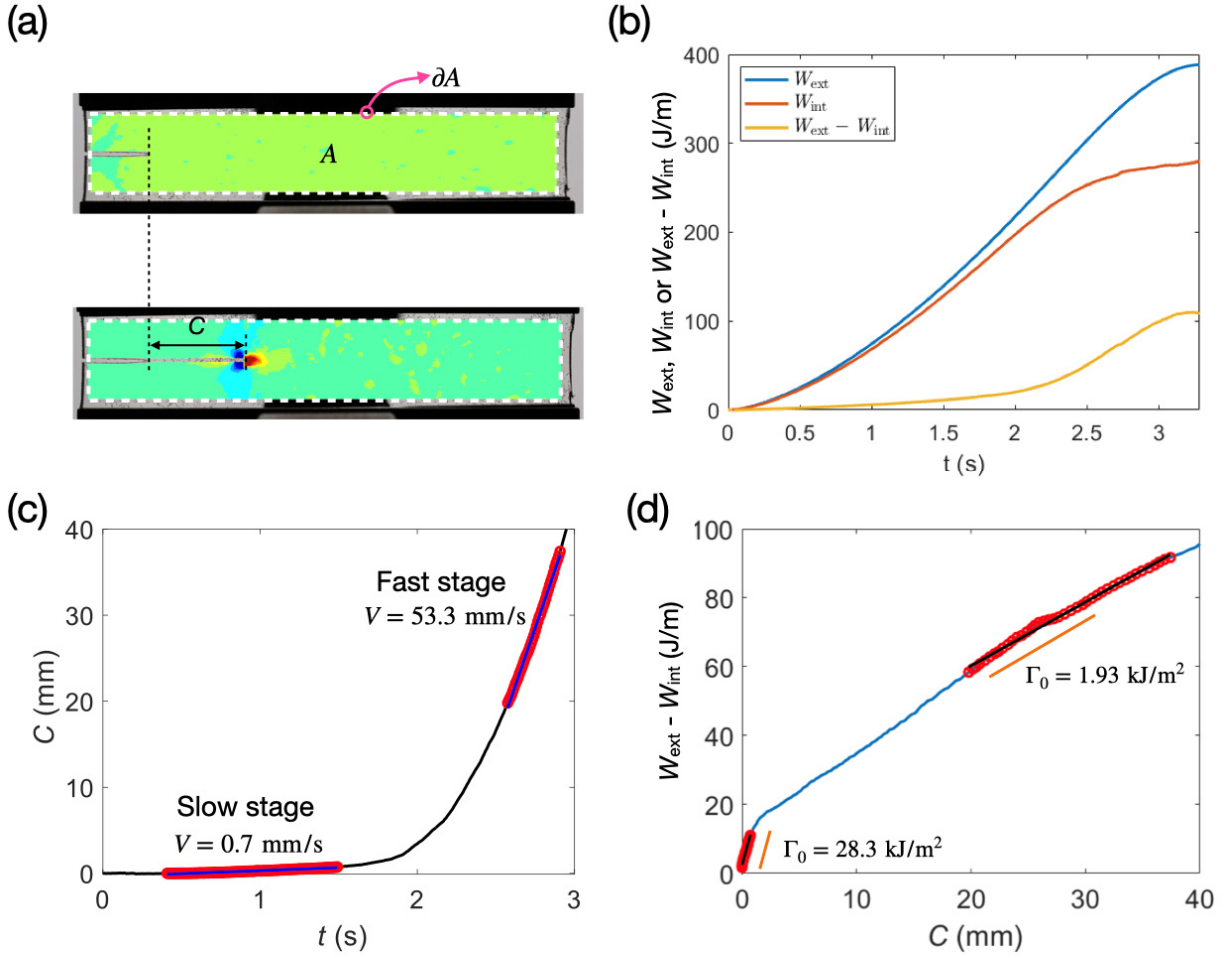 (a)
∂A
A
C
(b)
400
300
200
100
0
W_ext, W_int or W_ext - W_int (J/m)
W_ext
W_int
W_ext − W_int
0 0.5 1 1.5 2 2.5 3
t (s)
(c)
40
30
20
10
0
C (mm)
Fast stage
V = 53.3 mm/s
Slow stage
V = 0.7 mm/s
0 1 2 3
t (s)
(d)
100
80
60
40
20
0
W_ext - W_int (J/m)
Γ₀ = 1.93 kJ/m²
Γ₀ = 28.3 kJ/m²
0 10 20 30 40
C (mm)